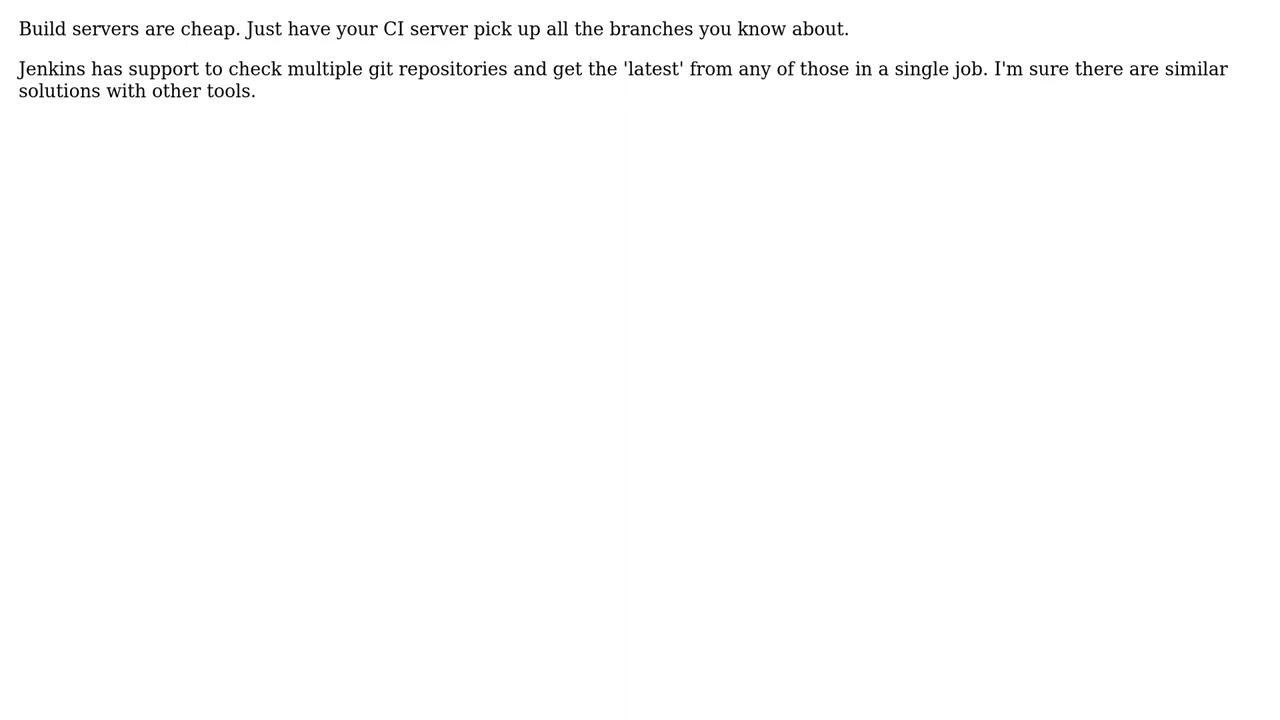 Build servers are cheap. Just have your CI server pick up all the branches you know about.
Jenkins has support to check multiple git repositories and get the 'latest' from any of those in a single job. I'm sure there are similar
solutions with other tools.